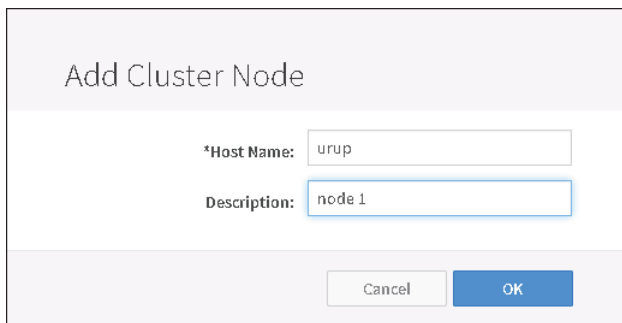 Add Cluster Node
*Host Name: urup
Description: node 1
Cancel OK